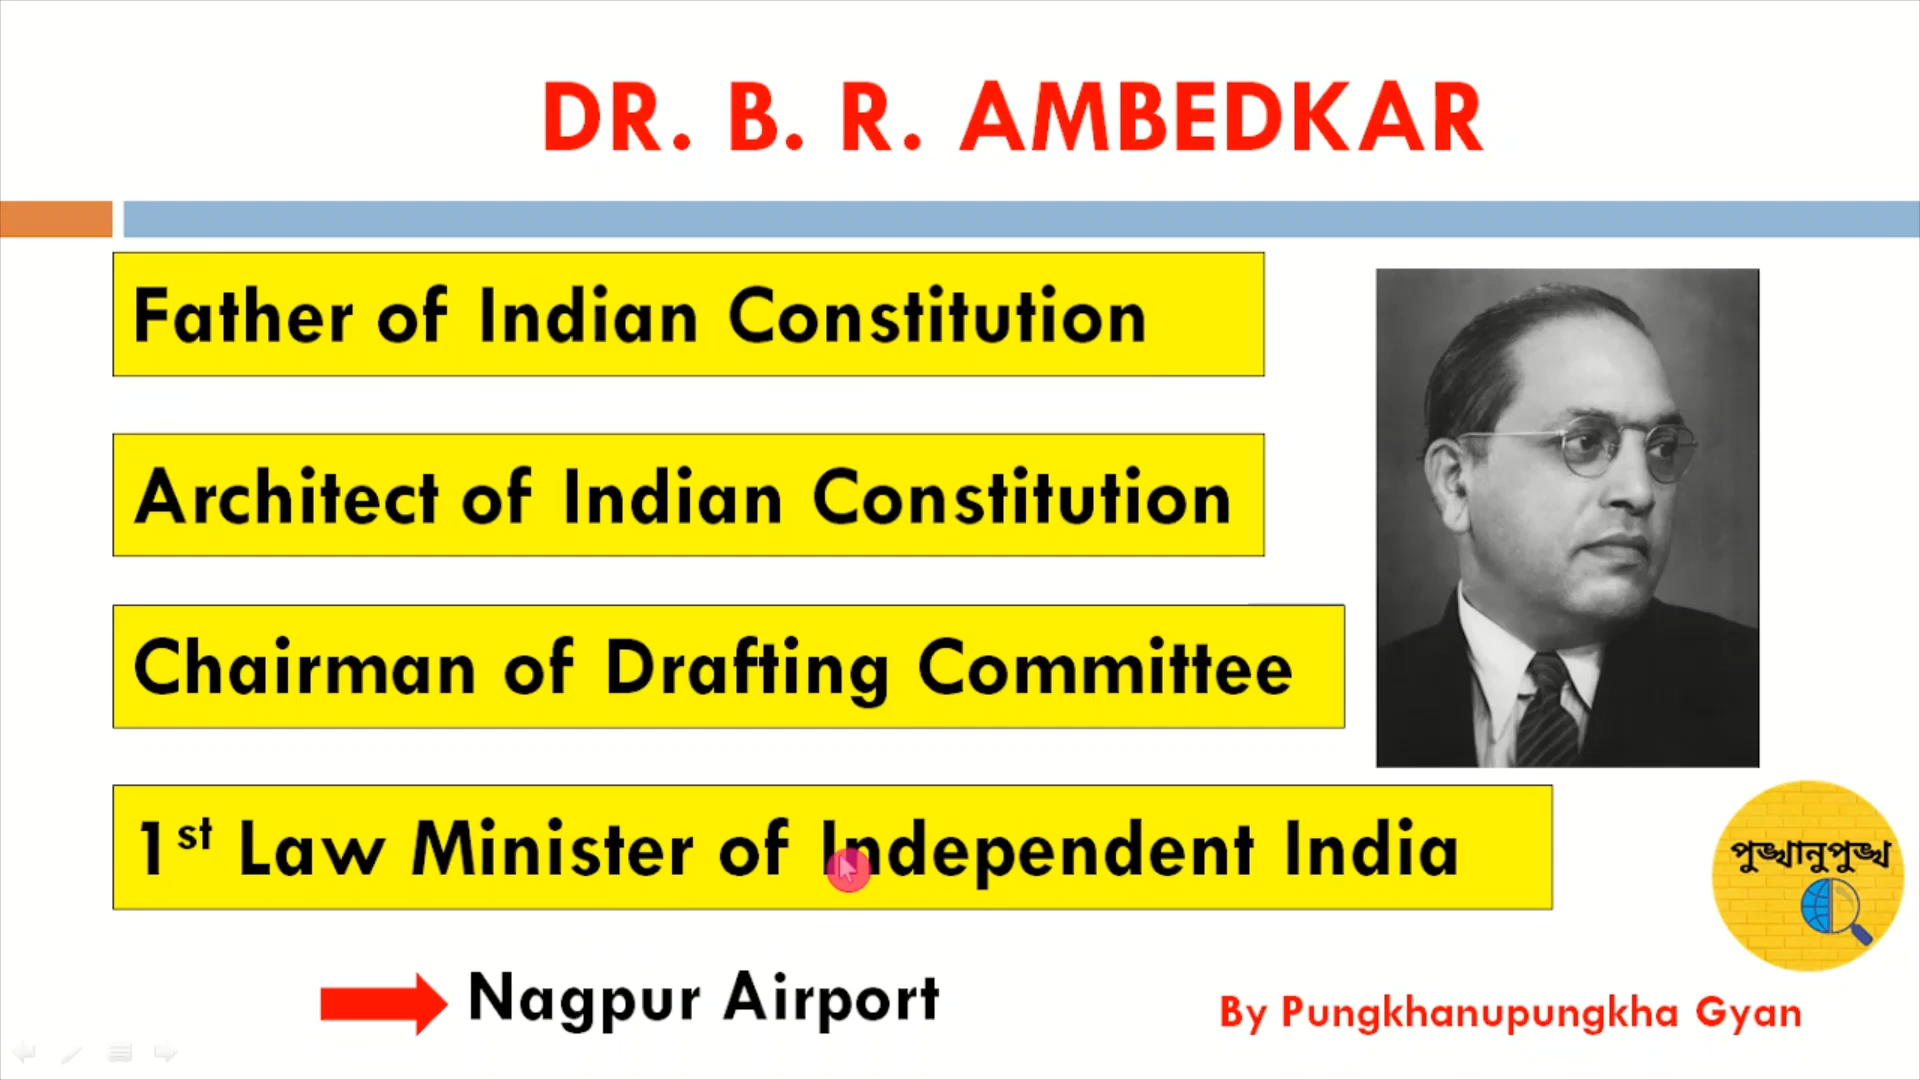 DR. B. R. AMBEDKAR
Father of Indian Constitution
Architect of Indian Constitution
Chairman of Drafting Committee
1st Law Minister of Independent India
পুঙ্খানুপুঙ্খ
Nagpur Airport
By Pungkhanupungkha Gyan